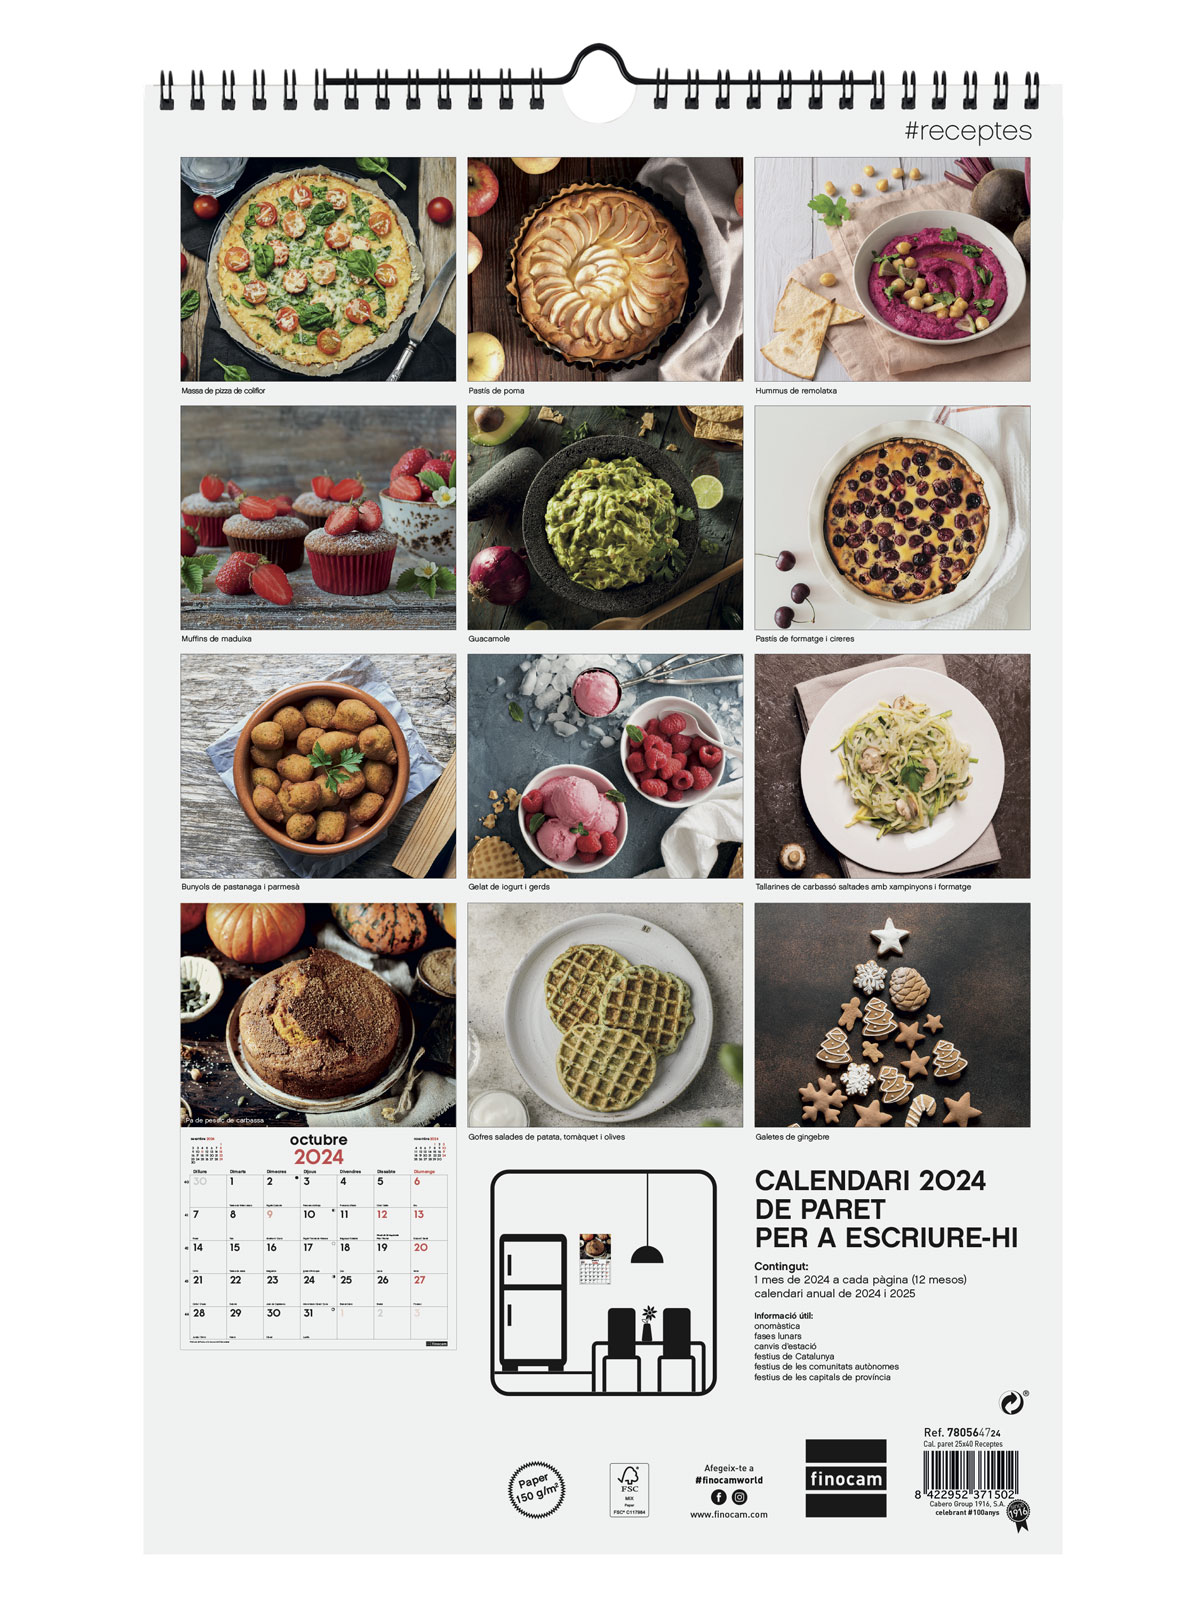 #receptes
Massa de pizza de coliflor
Pastís de poma
Hummus de remolatxa
Muffins de maduixa
Guacamole
Pastís de formatge i cireres
Bunyols de pastanaga i parmesà
Gelat de iogurt i gerds
Tallarines de carbassó saltades amb xampinyons i formatge
Pa de pessic de carbassa
Gofres salades de patata, tomàquet i olives
Galetes de gingebre
octubre
2024
Dilluns Dimarts Dimecres Dijous Divendres Dissabte Diumenge
30 1 2 3 4 5 6
7 8 9 10 11 12 13
14 15 16 17 18 19 20
21 22 23 24 25 26 27
28 29 30 31 1 2 3
finocam
CALENDARI 2024
DE PARET
PER A ESCRIURE-HI
Contingut:
1 mes de 2024 a cada pàgina (12 mesos)
calendari anual de 2024 i 2025
Informació útil:
onomàstica
fases lunars
canvis d'estació
festius de Catalunya
festius de les comunitats autònomes
festius de les capitals de província
Paper
150 g/m²
FSC
MIX
Paper
FSC® C117984
Afegeix-te a
#finocamworld
www.finocam.com
finocam
Ref. 780564724
Cal. paret 25x40 Receptes
8 422952 371502
Cabero Group 1916, S.A.
celebrant #100anys
1916